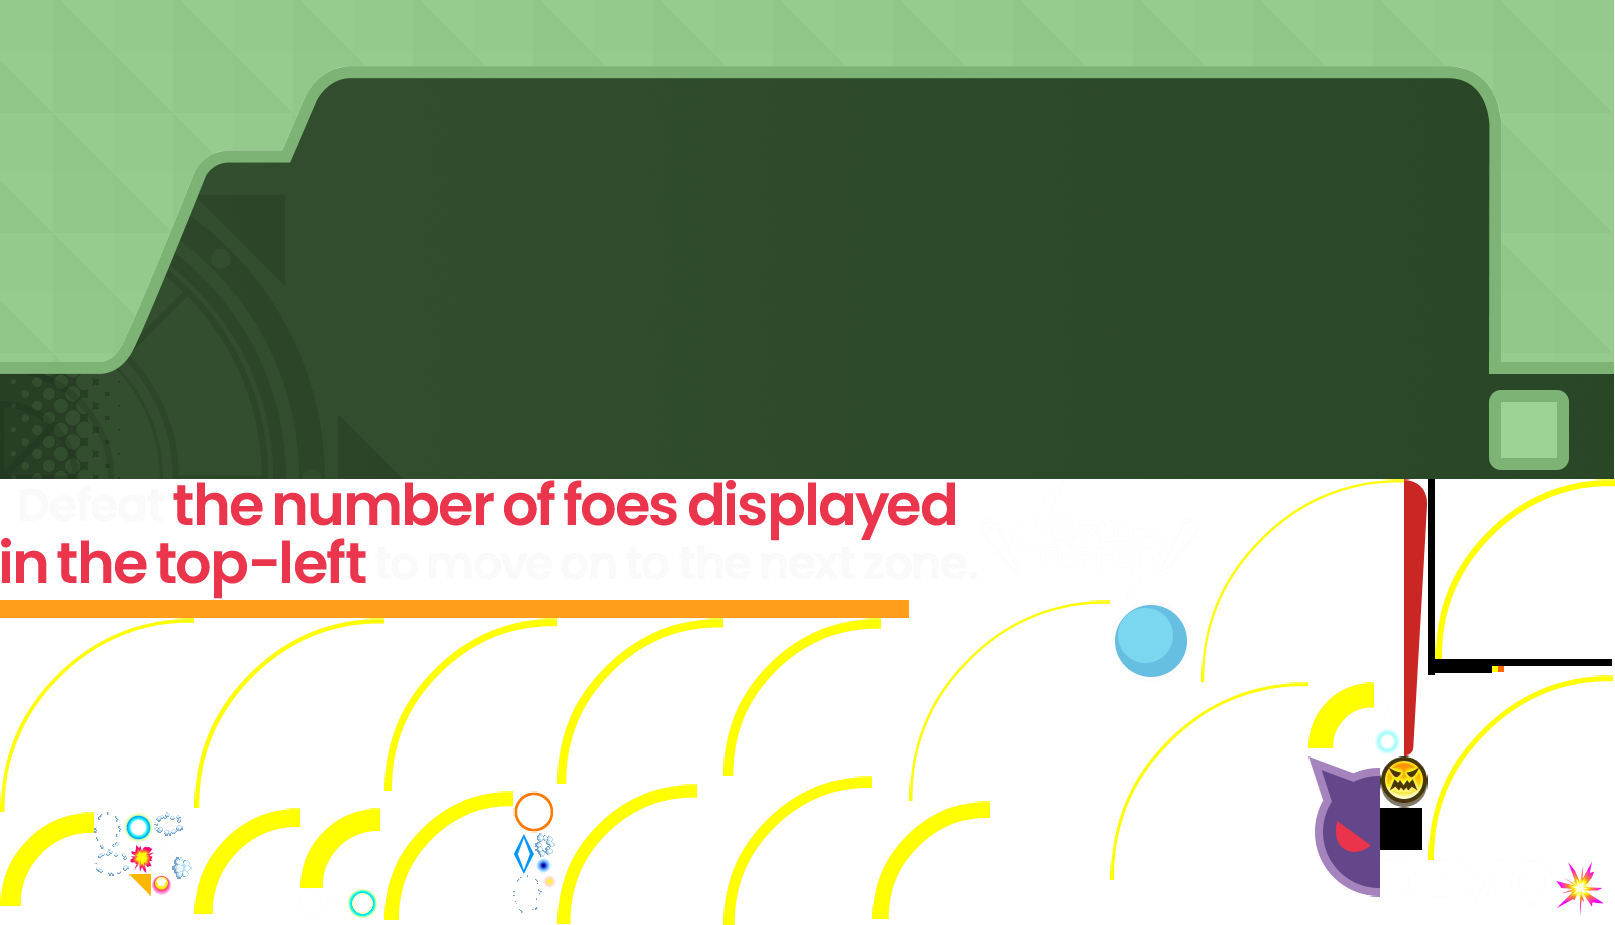 Defeat the number of foes displayed
in the top-left to move on to the next zone.